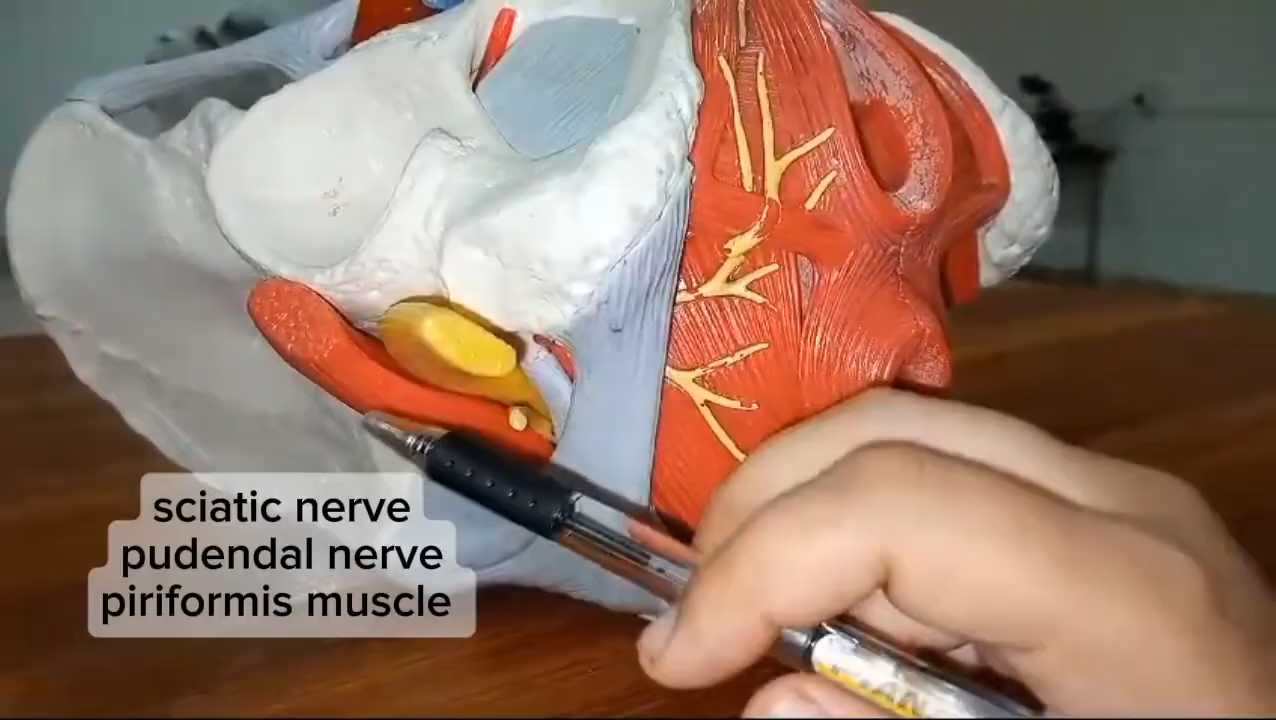 sciatic nerve
pudendal nerve
piriformis muscle